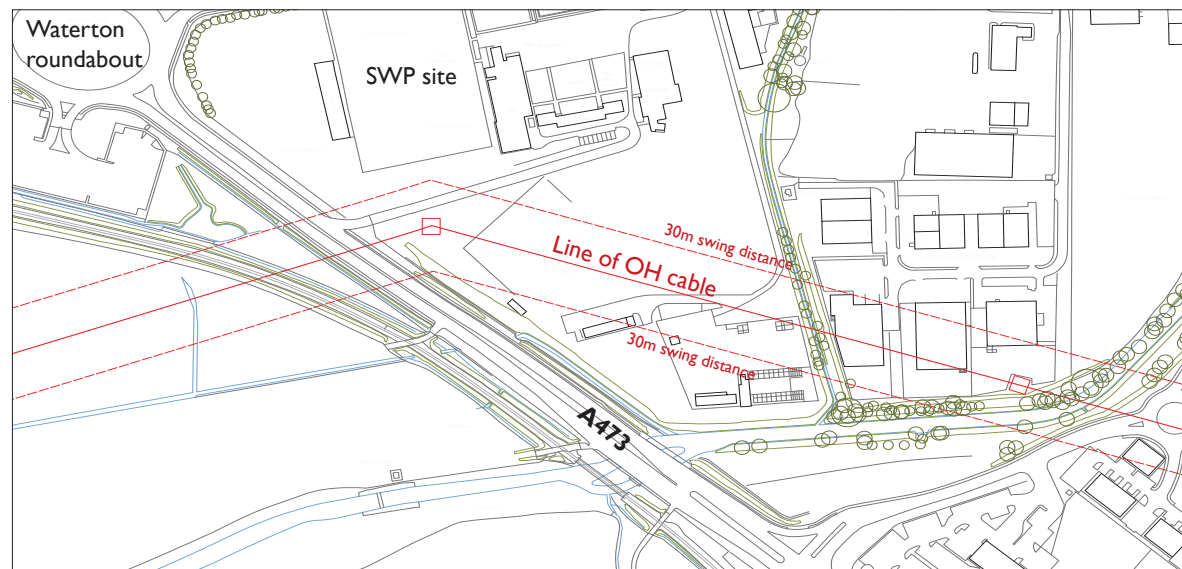 Waterton
roundabout
SWP site
30m swing distance
Line of OH cable
30m swing distance
A473